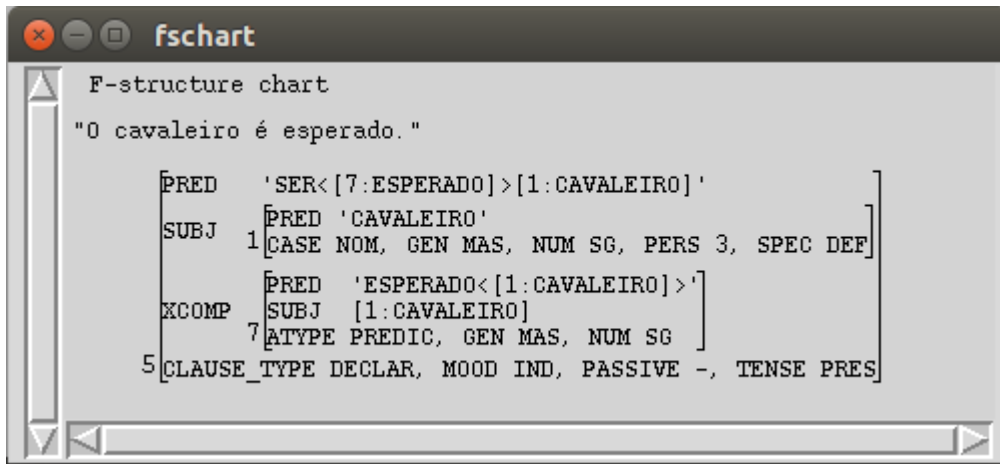 fschart
F-structure chart
"O cavaleiro é esperado."
PRED 'SER<[7:ESPERADO]>[1:CAVALEIRO]'
PRED 'CAVALEIRO'
SUBJ
1 CASE NOM, GEN MAS, NUM SG, PERS 3, SPEC DEF
PRED 'ESPERADO<[1:CAVALEIRO]>'
XCOMP SUBJ [1:CAVALEIRO]
7 ATYPE PREDIC, GEN MAS, NUM SG
5 CLAUSE_TYPE DECLAR, MOOD IND, PASSIVE -, TENSE PRES